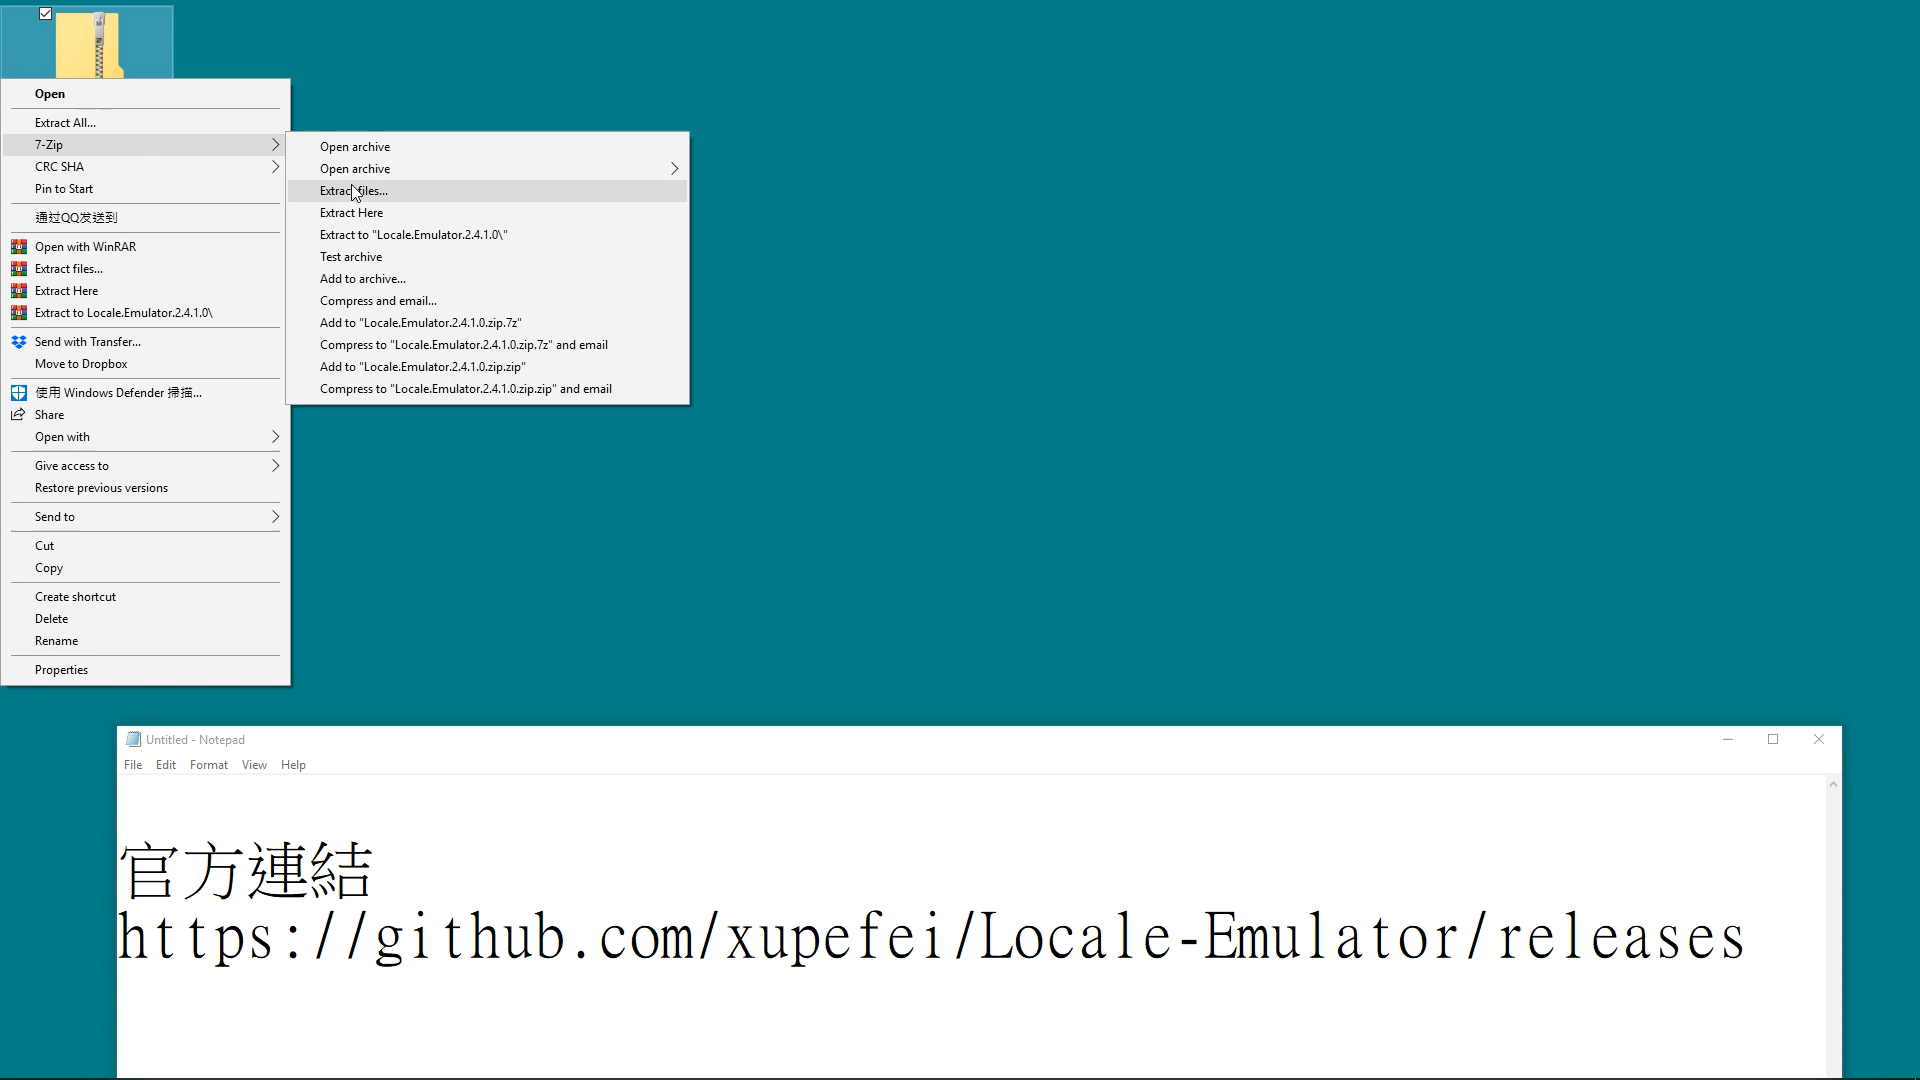 Open
Extract All...
7-Zip
CRC SHA
Pin to Start
通过QQ发送到
Open with WinRAR
Extract files...
Extract Here
Extract to Locale.Emulator.2.4.1.0\
Send with Transfer...
Move to Dropbox
使用 Windows Defender 掃描...
Share
Open with
Give access to
Restore previous versions
Send to
Cut
Copy
Create shortcut
Delete
Rename
Properties
Open archive
Open archive
Extract files...
Extract Here
Extract to "Locale.Emulator.2.4.1.0\"
Test archive
Add to archive...
Compress and email...
Add to "Locale.Emulator.2.4.1.0.zip.7z"
Compress to "Locale.Emulator.2.4.1.0.zip.7z" and email
Add to "Locale.Emulator.2.4.1.0.zip.zip"
Compress to "Locale.Emulator.2.4.1.0.zip.zip" and email
Untitled - Notepad
File Edit Format View Help
官方連結
https://github.com/xupefei/Locale-Emulator/releases